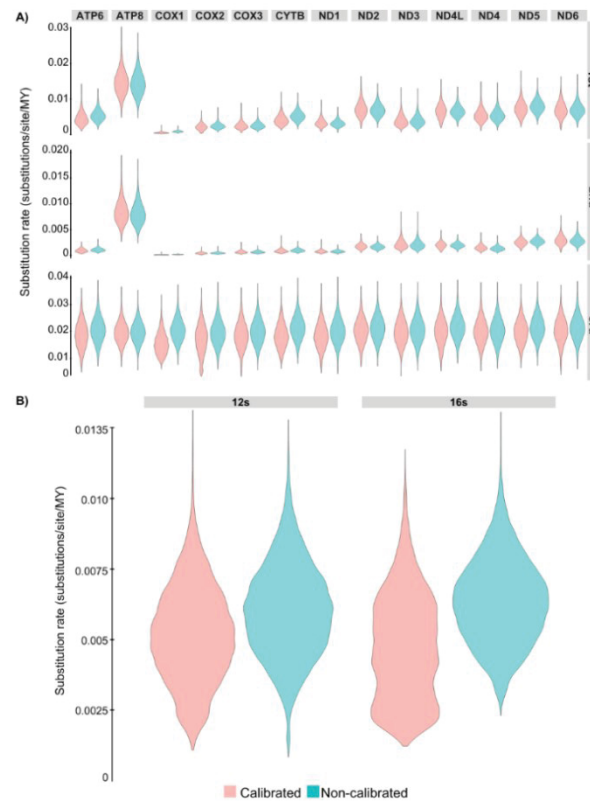 A)
ATP6 ATP8 COX1 COX2 COX3 CYTB ND1 ND2 ND3 ND4L ND4 ND5 ND6
Substitution rate (substitutions/site/MY)
0.03
0.02
0.01
0
0.020
0.015
0.010
0.005
0
0.04
0.03
0.02
0.01
0
B)
12s 16s
Substitution rate (substitutions/site/MY)
0.0135
0.010
0.0075
0.005
0.0025
0
Calibrated Non-calibrated